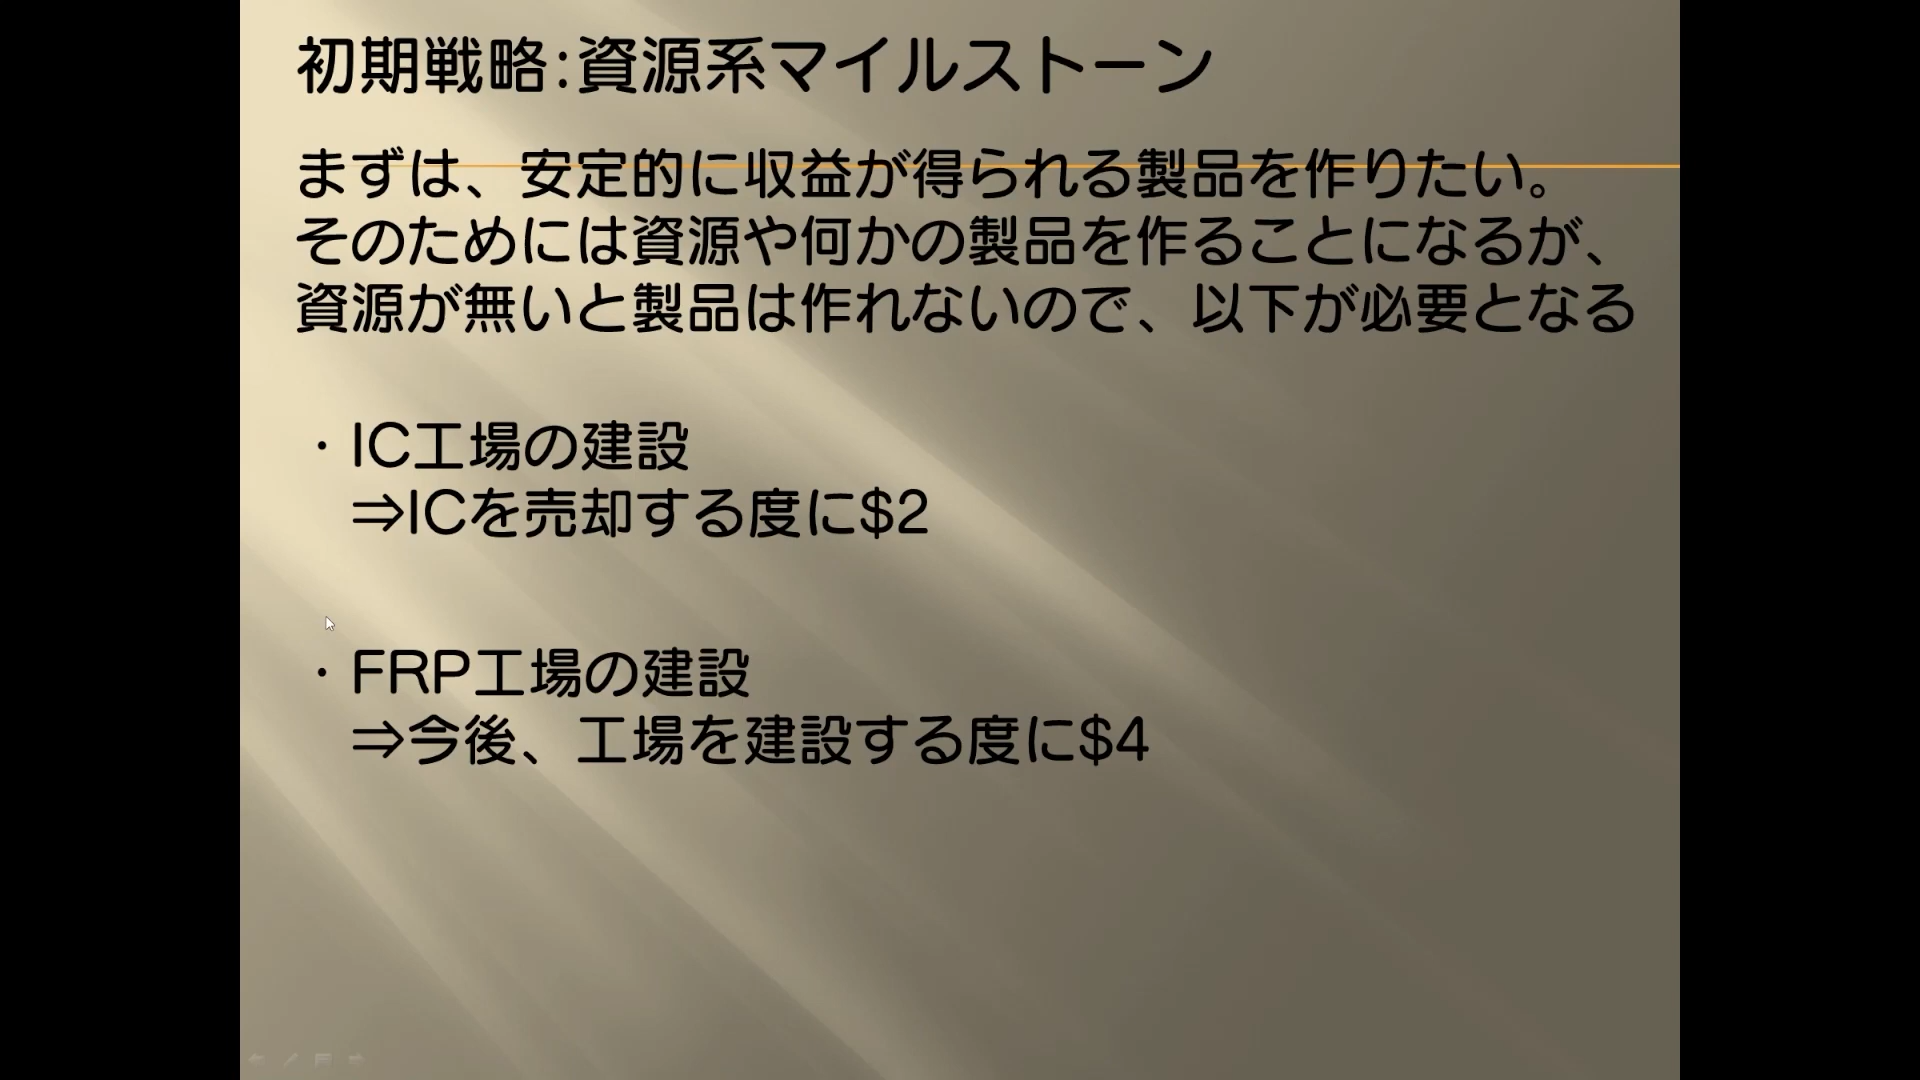 初期戦略:資源系マイルストーン
まずは、安定的に収益が得られる製品を作りたい。
そのためには資源や何かの製品を作ることになるが、
資源が無いと製品は作れないので、以下が必要となる
・IC工場の建設
⇒ICを売却する度に$2
・FRP工場の建設
⇒今後、工場を建設する度に$4